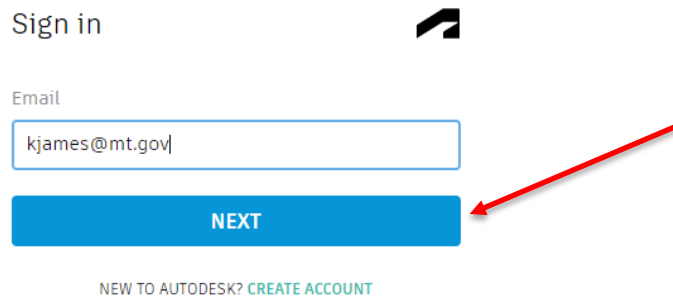 Sign in
Email
kjames@mt.gov
NEXT
NEW TO AUTODESK? CREATE ACCOUNT